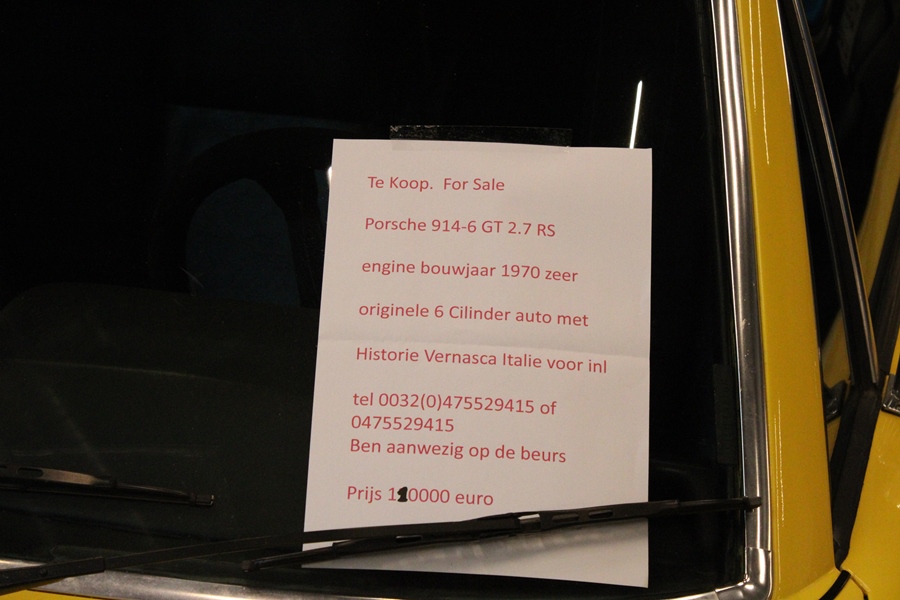 Te Koop. For Sale
Porsche 914-6 GT 2.7 RS
engine bouwjaar 1970 zeer
originele 6 Cilinder auto met
Historie Vernasca Italie voor inl
tel 0032(0)475529415 of
0475529415
Ben aanwezig op de beurs
Prijs 110000 euro